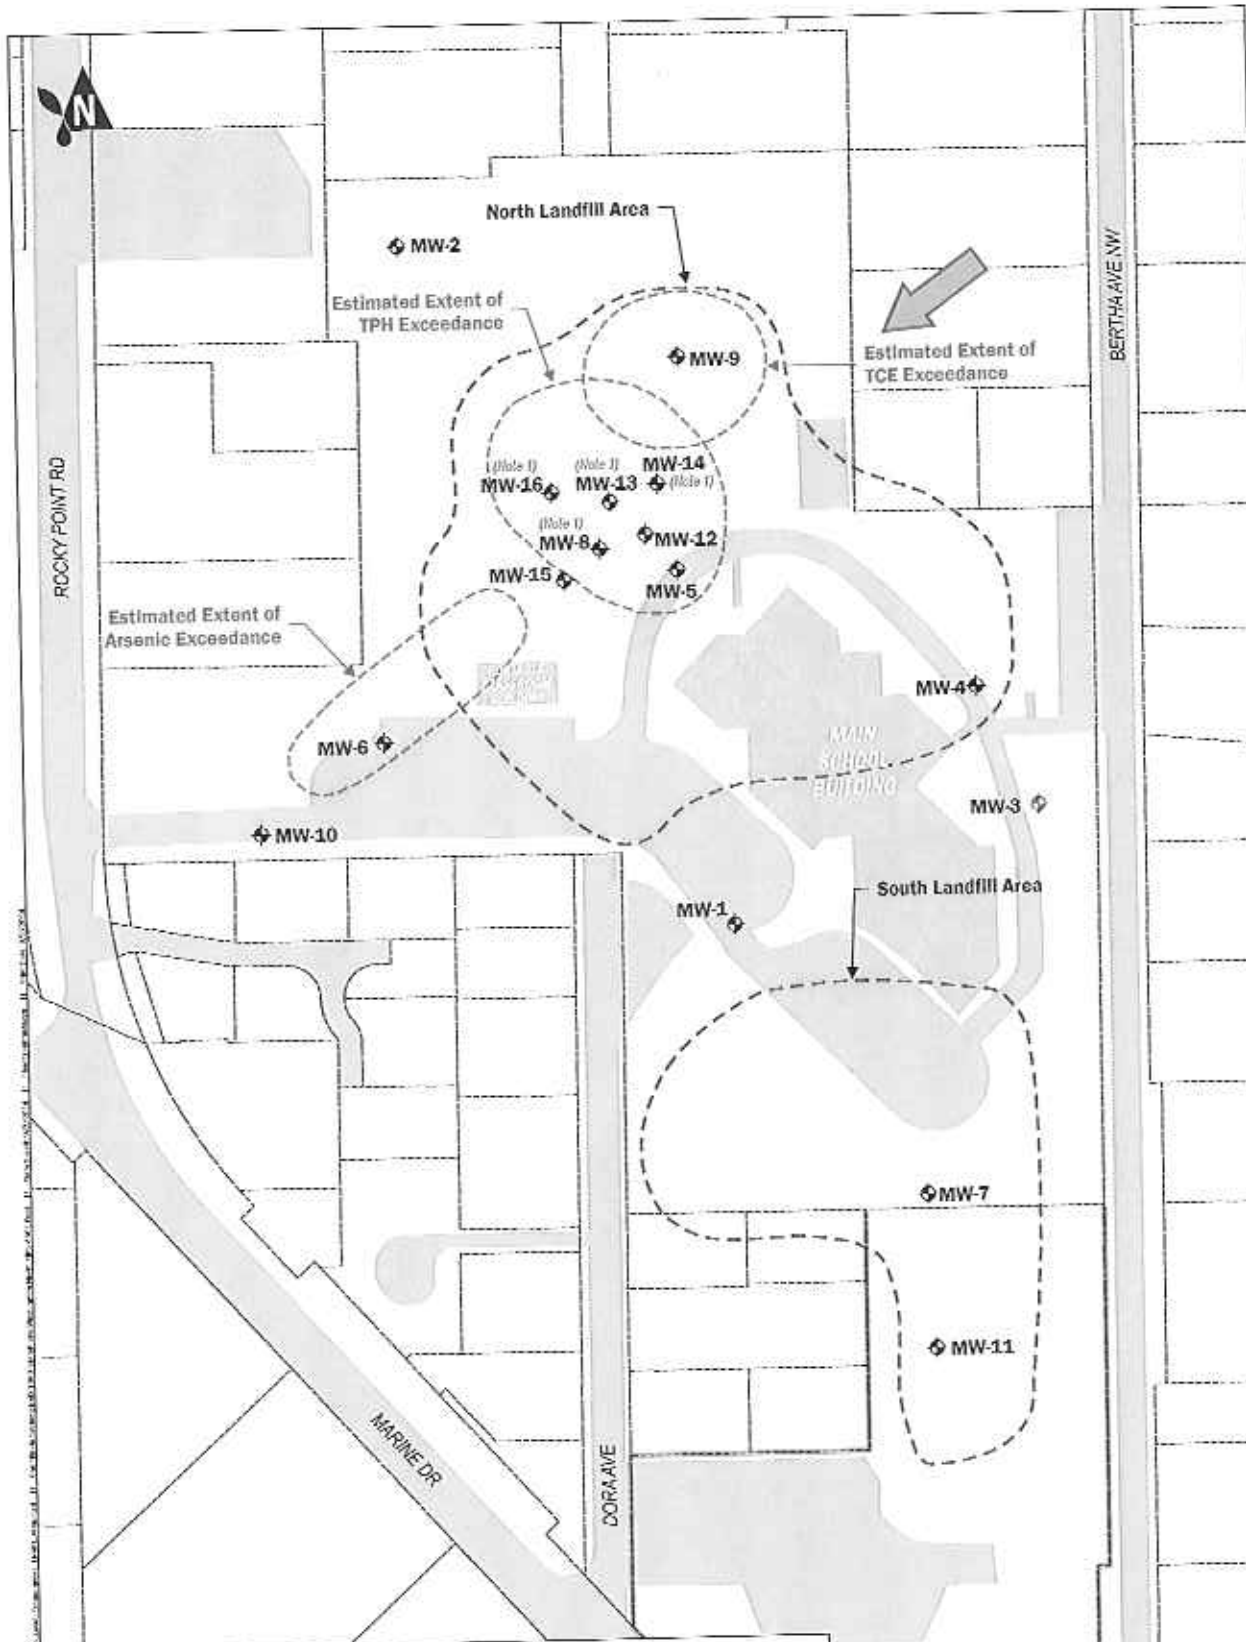 N
North Landfill Area
MW-2
Estimated Extent of
TPH Exceedance
BERTHA AVE NW
MW-9
Estimated Extent of
TCE Exceedance
(Note 1)
MW-16
(Note 1)
MW-13
MW-14
(Note 1)
(Note 1)
MW-8
MW-12
MW-15
MW-5
ROCKY POINT RD
Estimated Extent of
Arsenic Exceedance
MW-4
MW-6
MAIN
SCHOOL
BUILDING
MW-3
MW-10
South Landfill Area
MW-1
MW-7
MW-11
MARINE DR
DORA AVE